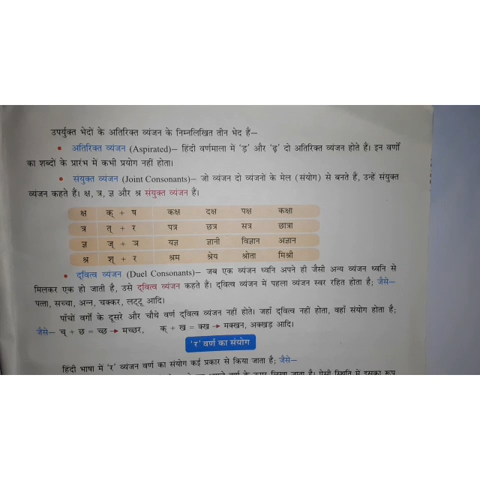 उपर्युक्त भेदों के अतिरिक्त व्यंजन के निम्नलिखित तीन भेद हैं–
• अतिरिक्त व्यंजन (Aspirated)– हिंदी वर्णमाला में 'ड़' और 'ढ़' दो अतिरिक्त व्यंजन होते हैं। इन वर्णों
का शब्दों के प्रारंभ में कभी प्रयोग नहीं होता।
• संयुक्त व्यंजन (Joint Consonants)– जो व्यंजन दो व्यंजनों के मेल (संयोग) से बनते हैं, उन्हें संयुक्त
व्यंजन कहते हैं। क्ष, त्र, ज्ञ और श्र संयुक्त व्यंजन हैं।
क्ष क् + ष कक्ष दक्ष पक्ष कक्षा
त्र त् + र पत्र छत्र सत्र छात्रा
ज्ञ ज् + ञ यज्ञ ज्ञानी विज्ञान अज्ञान
श्र श् + र श्रम श्रेय श्रोता मिश्री
• द्वित्व व्यंजन (Duel Consonants)– जब एक व्यंजन ध्वनि अपने ही जैसी अन्य व्यंजन ध्वनि से
मिलकर एक हो जाती है, उसे द्वित्व व्यंजन कहते हैं। द्वित्व व्यंजन में पहला व्यंजन स्वर रहित होता है; जैसे–
पत्ता, सच्चा, अन्न, चक्कर, लट्टू आदि।
पाँचों वर्गों के दूसरे और चौथे वर्ण द्वित्व व्यंजन नहीं होते। जहाँ द्वित्व नहीं होता, वहाँ संयोग होता है;
जैसे– च् + छ = च्छ → मच्छर, क् + ख = क्ख → मक्खन, अक्खड़ आदि।
'र' वर्ण का संयोग
हिंदी भाषा में 'र' व्यंजन वर्ण का संयोग कई प्रकार से किया जाता है; जैसे–